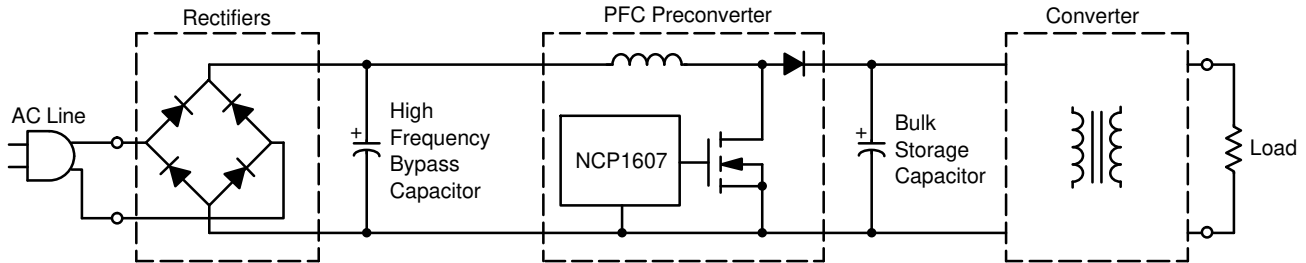 Rectifiers
PFC Preconverter
Converter
AC Line
+
High
Frequency
Bypass
Capacitor
NCP1607
+
Bulk
Storage
Capacitor
Load